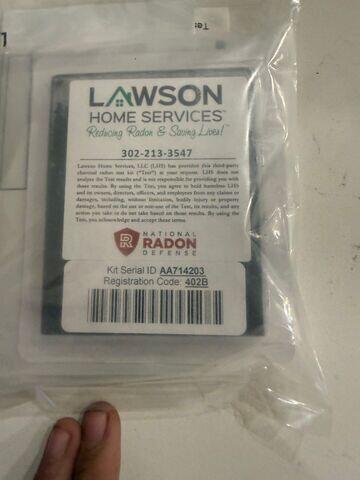 LAWSON
HOME SERVICES™
Reducing Radon & Saving Lives!™
302-213-3547
Lawson Home Services, LLC (LHS) has provided this third-party
charcoal radon test kit ("Test") at your request. LHS does not
analyze the Test results and is not responsible for providing you with
those results. By using the Test, you agree to hold harmless LHS
and its owners, directors, officers, and employees from any claims or
damages, including, without limitation, bodily injury or property
damage, based on the use or non-use of the Test, its results, and any
action you take or do not take based on those results. By using the
Test, you acknowledge and accept these terms.
NATIONAL
RADON
DEFENSE
Kit Serial ID AA714203
Registration Code: 402B